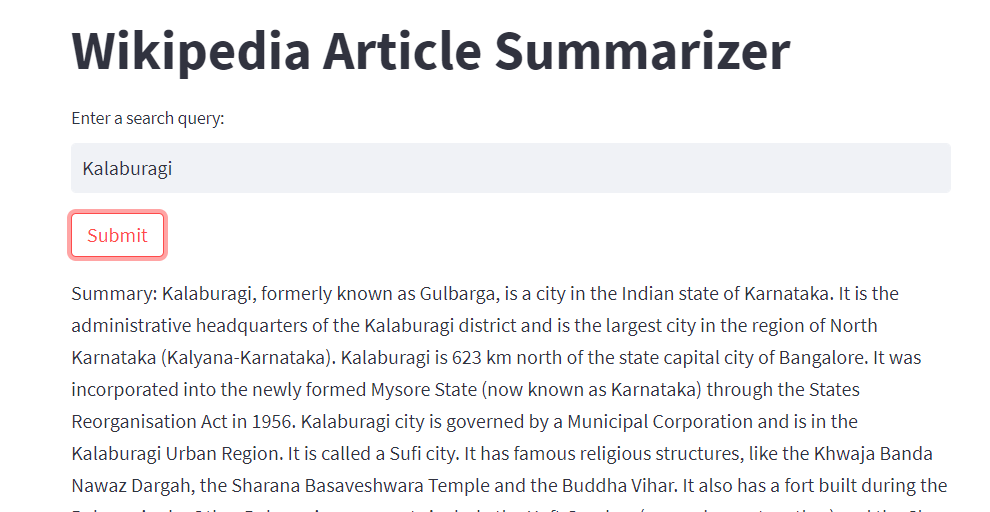 Wikipedia Article Summarizer
Enter a search query:
Kalaburagi
Submit
Summary: Kalaburagi, formerly known as Gulbarga, is a city in the Indian state of Karnataka. It is the
administrative headquarters of the Kalaburagi district and is the largest city in the region of North
Karnataka (Kalyana-Karnataka). Kalaburagi is 623 km north of the state capital city of Bangalore. It was
incorporated into the newly formed Mysore State (now known as Karnataka) through the States
Reorganisation Act in 1956. Kalaburagi city is governed by a Municipal Corporation and is in the
Kalaburagi Urban Region. It is called a Sufi city. It has famous religious structures, like the Khwaja Banda
Nawaz Dargah, the Sharana Basaveshwara Temple and the Buddha Vihar. It also has a fort built during the